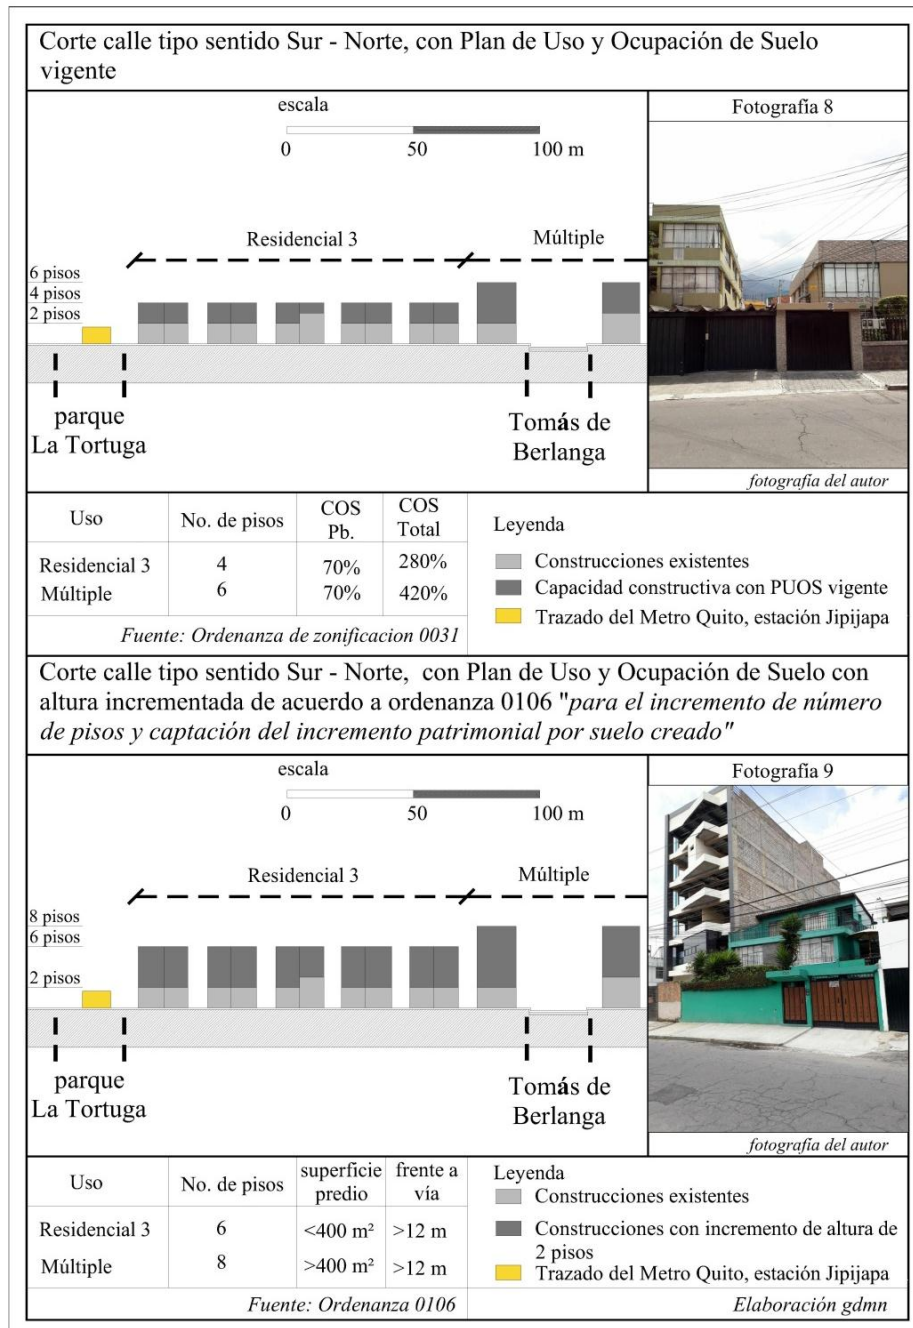 Corte calle tipo sentido Sur - Norte, con Plan de Uso y Ocupación de Suelo
vigente
escala
0 50 100 m
Residencial 3
Múltiple
6 pisos
4 pisos
2 pisos
parque
La Tortuga
Tomás de
Berlanga
Fotografía 8
fotografía del autor
Uso No. de pisos COS Pb. COS Total
Residencial 3 4 70% 280%
Múltiple 6 70% 420%
Fuente: Ordenanza de zonificacion 0031
Leyenda
Construcciones existentes
Capacidad constructiva con PUOS vigente
Trazado del Metro Quito, estación Jipijapa
Corte calle tipo sentido Sur - Norte, con Plan de Uso y Ocupación de Suelo con
altura incrementada de acuerdo a ordenanza 0106 "para el incremento de número
de pisos y captación del incremento patrimonial por suelo creado"
escala
0 50 100 m
Residencial 3
Múltiple
8 pisos
6 pisos
2 pisos
parque
La Tortuga
Tomás de
Berlanga
Fotografía 9
fotografía del autor
Uso No. de pisos superficie predio frente a vía
Residencial 3 6 <400 m² >12 m
Múltiple 8 >400 m² >12 m
Fuente: Ordenanza 0106
Leyenda
Construcciones existentes
Construcciones con incremento de altura de
2 pisos
Trazado del Metro Quito, estación Jipijapa
Elaboración gdmn